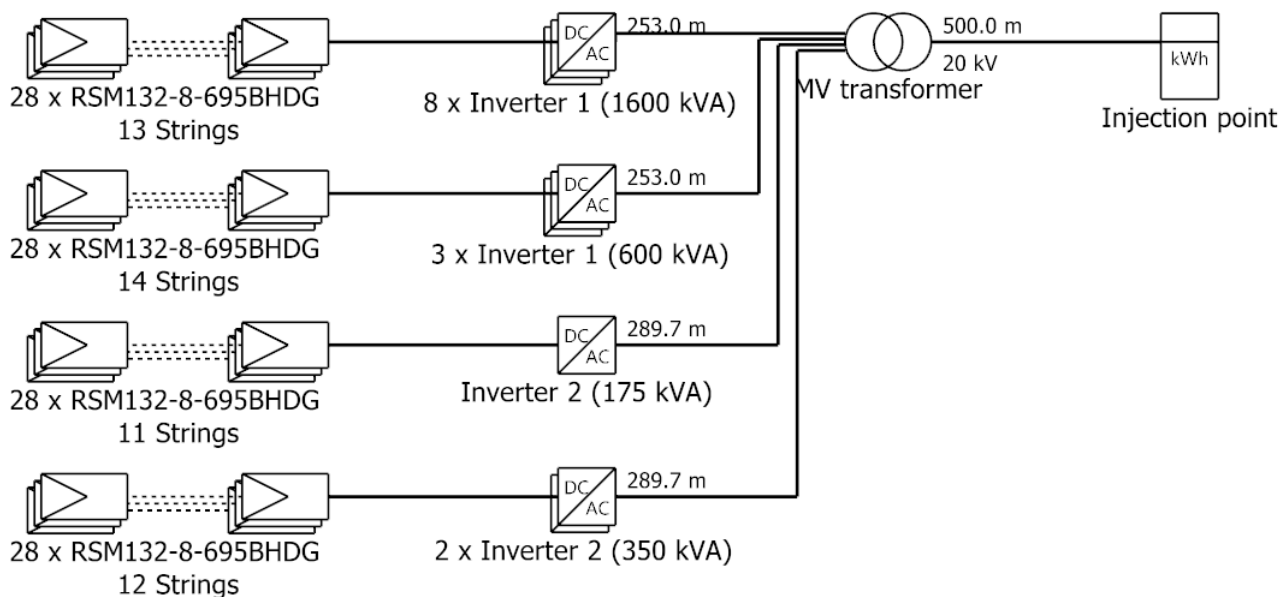 DC
AC
253.0 m
500.0 m
20 kV
kWh
28 x RSM132-8-695BHDG
13 Strings
8 x Inverter 1 (1600 kVA)
MV transformer
Injection point
DC
AC
253.0 m
28 x RSM132-8-695BHDG
14 Strings
3 x Inverter 1 (600 kVA)
DC
AC
289.7 m
28 x RSM132-8-695BHDG
11 Strings
Inverter 2 (175 kVA)
DC
AC
289.7 m
28 x RSM132-8-695BHDG
12 Strings
2 x Inverter 2 (350 kVA)